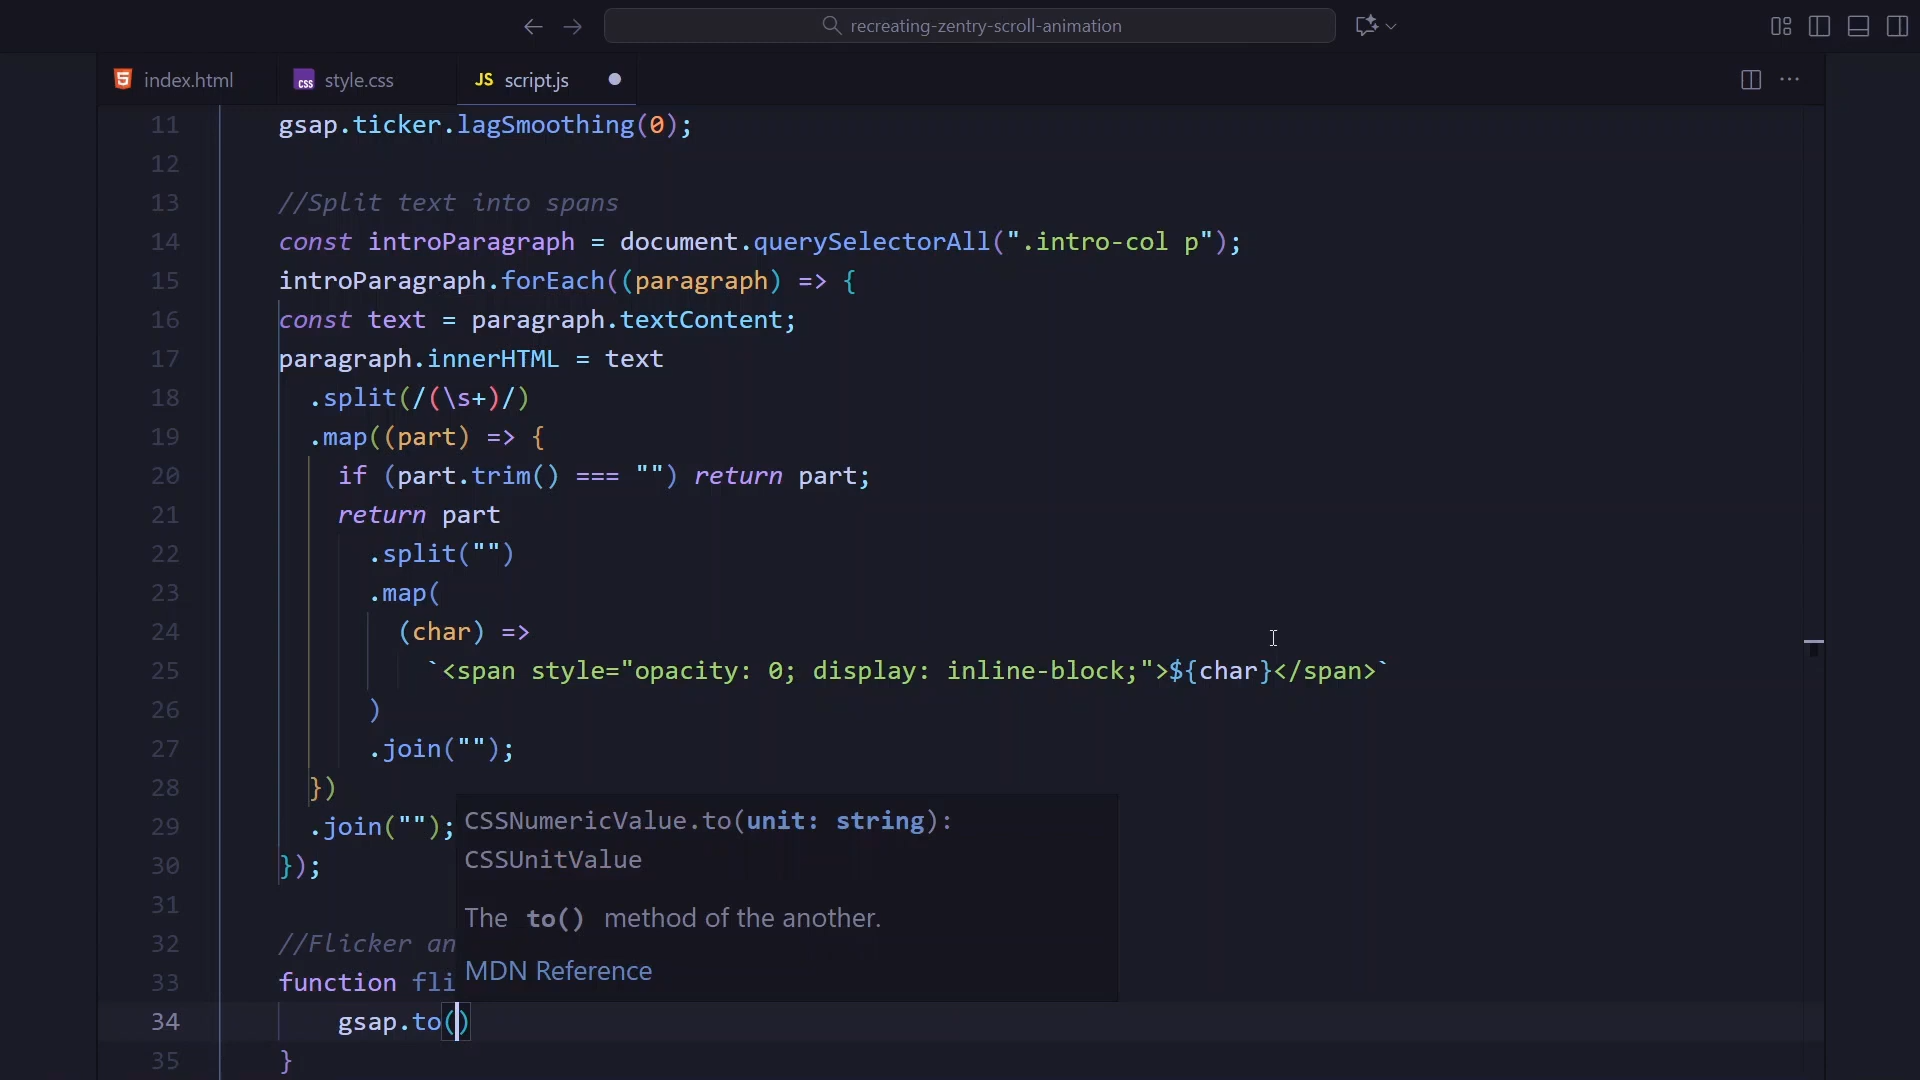 recreating-zentry-scroll-animation
index.html
style.css
JS script.js
11 gsap.ticker.lagSmoothing(0);
12
13 //Split text into spans
14 const introParagraph = document.querySelectorAll(".intro-col p");
15 introParagraph.forEach((paragraph) => {
16 const text = paragraph.textContent;
17 paragraph.innerHTML = text
18 .split(/(\s+)/)
19 .map((part) => {
20 if (part.trim() === "") return part;
21 return part
22 .split("")
23 .map(
24 (char) =>
25 `<span style="opacity: 0; display: inline-block;">${char}</span>`
26 )
27 .join("");
28 })
29 .join("");
30 });
31
32 //Flicker an
33 function fli
34 gsap.to()
35 }
CSSNumericValue.to(unit: string):
CSSUnitValue
The to() method of the another.
MDN Reference